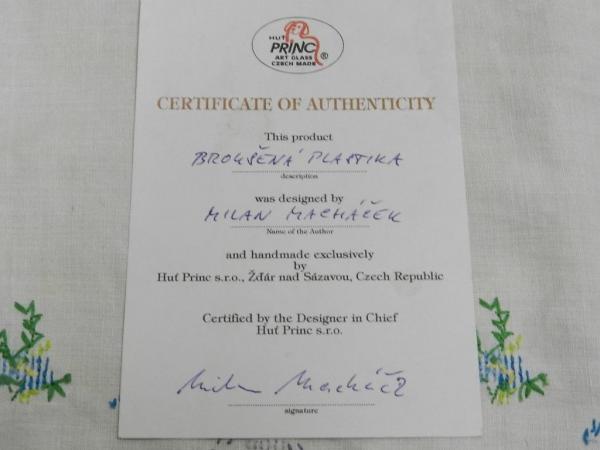 HUŤ
PRINC ®
ART GLASS
CZECH MADE
CERTIFICATE OF AUTHENTICITY
This product
BROUŠENÁ PLASTIKA
description
was designed by
MILAN MACHÁČEK
Name of the Author
and handmade exclusively
by
Huť Princ s.r.o., Žďár nad Sázavou, Czech Republic
Certified by the Designer in Chief
Huť Princ s.r.o.
Milan Macháček
signature